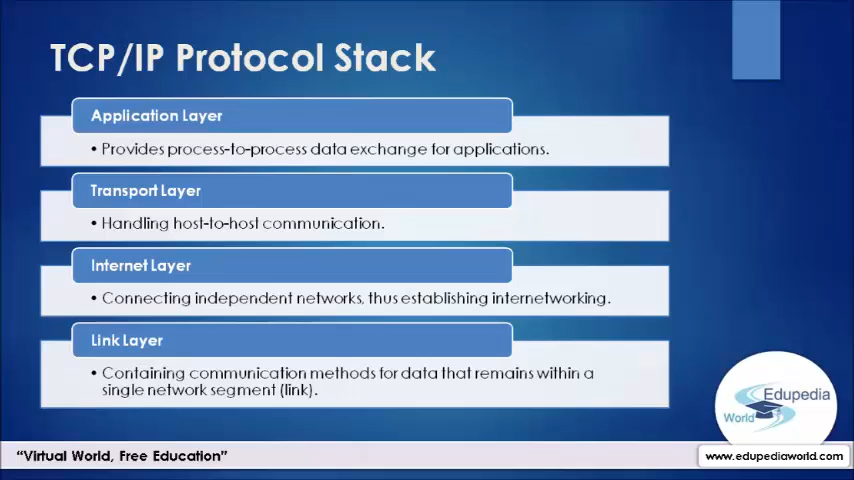 TCP/IP Protocol Stack
Application Layer
• Provides process-to-process data exchange for applications.
Transport Layer
• Handling host-to-host communication.
Internet Layer
• Connecting independent networks, thus establishing internetworking.
Link Layer
• Containing communication methods for data that remains within a
single network segment (link).
Edupedia
World
“Virtual World, Free Education”
www.edupediaworld.com